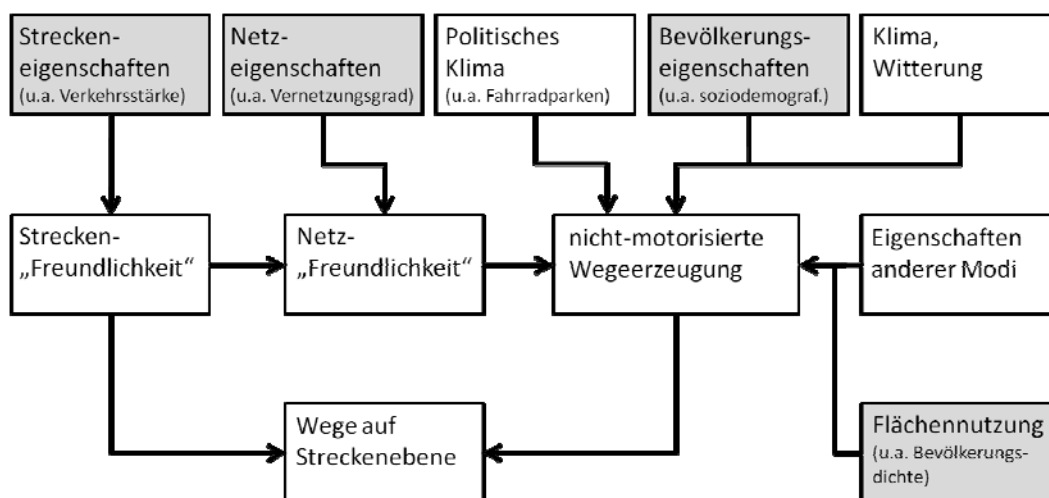 Strecken-
eigenschaften
(u.a. Verkehrsstärke)
Netz-
eigenschaften
(u.a. Vernetzungsgrad)
Politisches
Klima
(u.a. Fahrradparken)
Bevölkerungs-
eigenschaften
(u.a. soziodemograf.)
Klima,
Witterung
Strecken-
„Freundlichkeit“
Netz-
„Freundlichkeit“
nicht-motorisierte
Wegeerzeugung
Eigenschaften
anderer Modi
Wege auf
Streckenebene
Flächennutzung
(u.a. Bevölkerungs-
dichte)